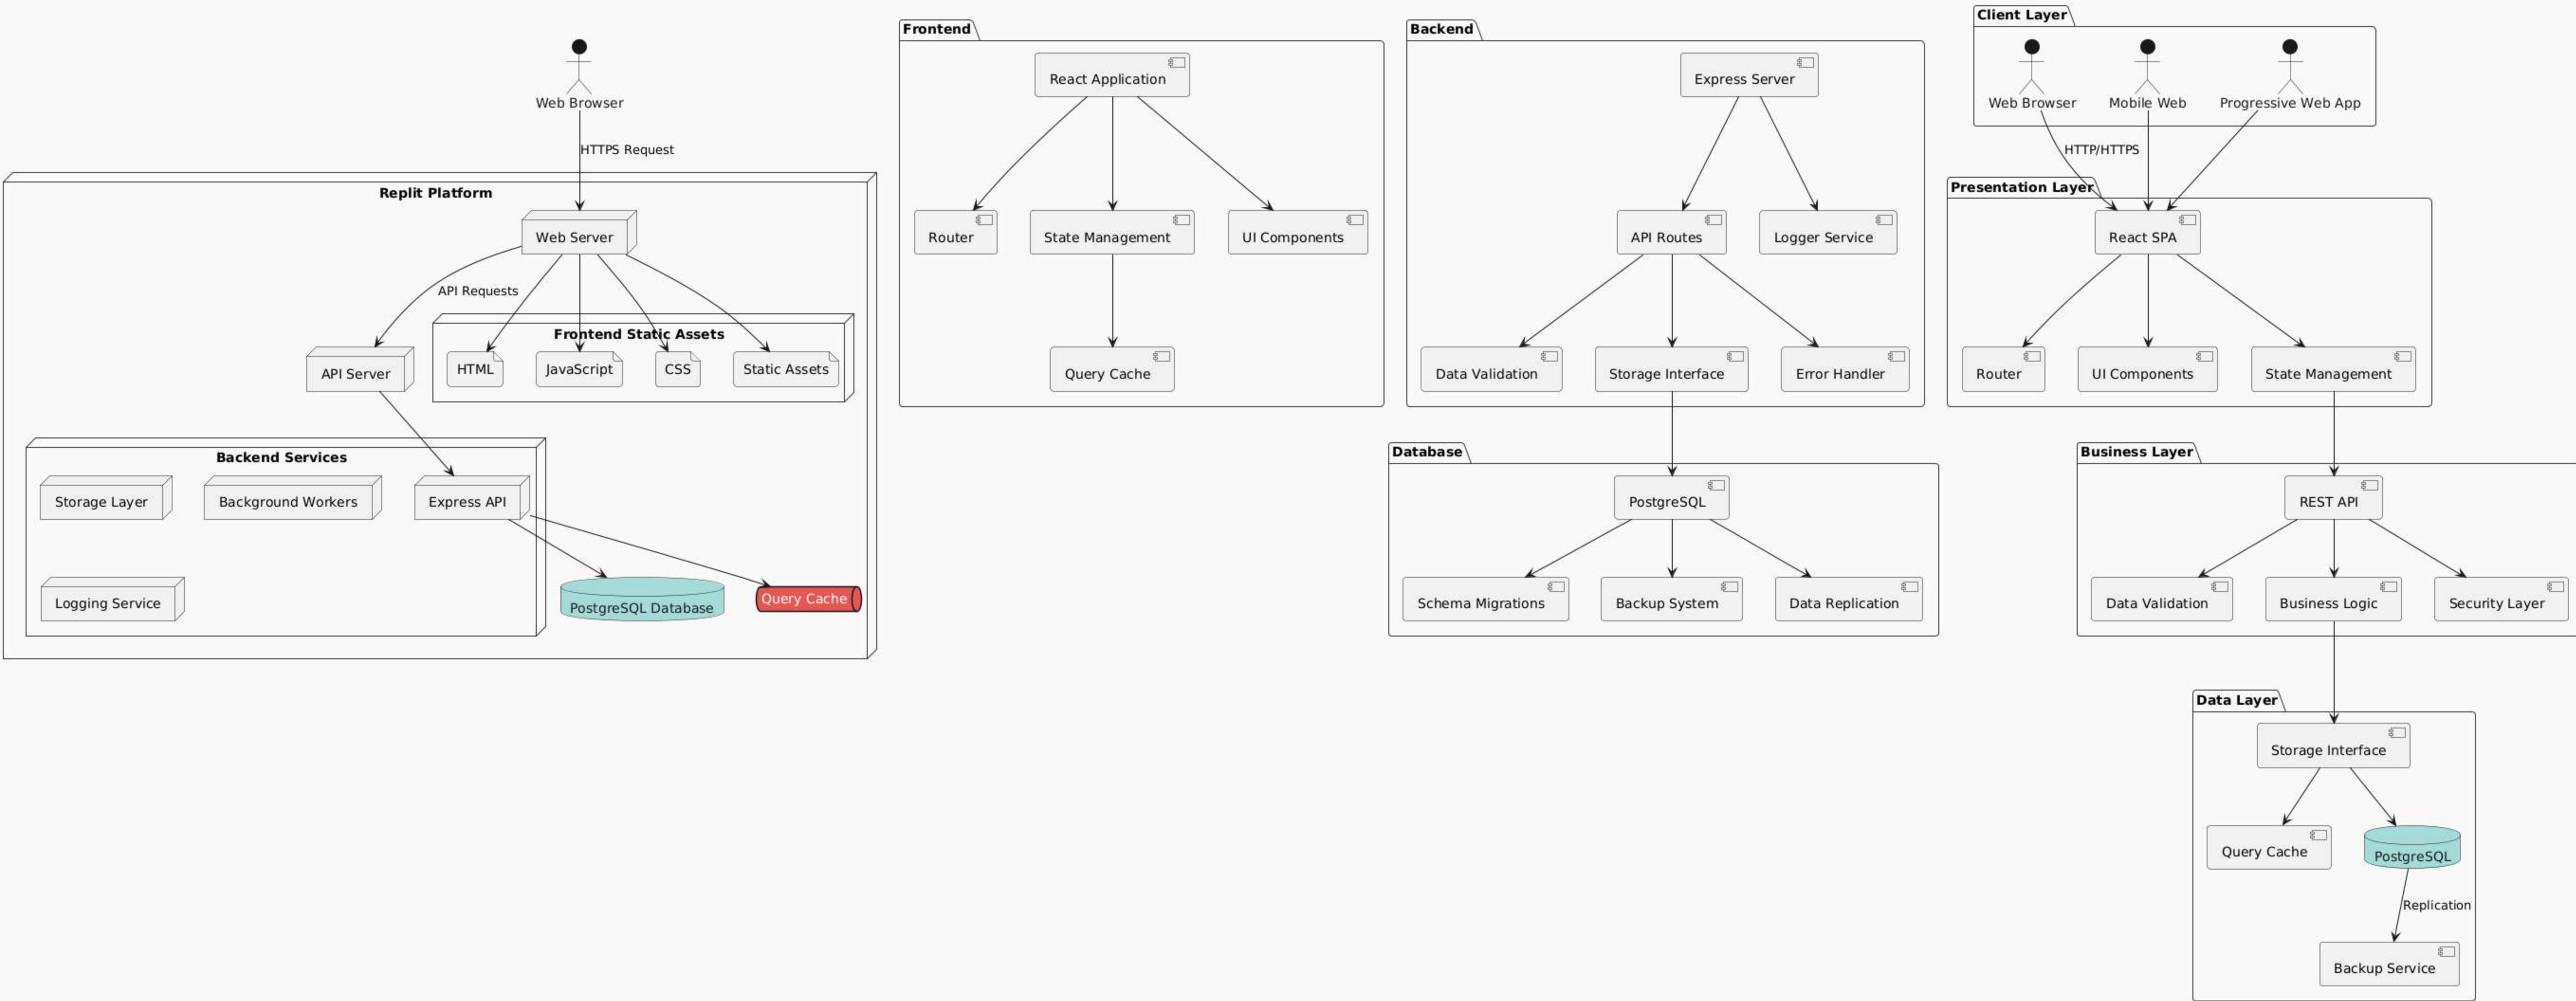 Web Browser
HTTPS Request
Replit Platform
Web Server
API Requests
Frontend Static Assets
HTML
JavaScript
CSS
Static Assets
API Server
Backend Services
Storage Layer
Background Workers
Express API
Logging Service
PostgreSQL Database
Query Cache
Frontend
React Application
Router
State Management
UI Components
Query Cache
Backend
Express Server
API Routes
Logger Service
Data Validation
Storage Interface
Error Handler
Database
PostgreSQL
Schema Migrations
Backup System
Data Replication
Client Layer
Web Browser
Mobile Web
Progressive Web App
HTTP/HTTPS
Presentation Layer
React SPA
Router
UI Components
State Management
Business Layer
REST API
Data Validation
Business Logic
Security Layer
Data Layer
Storage Interface
Query Cache
PostgreSQL
Replication
Backup Service